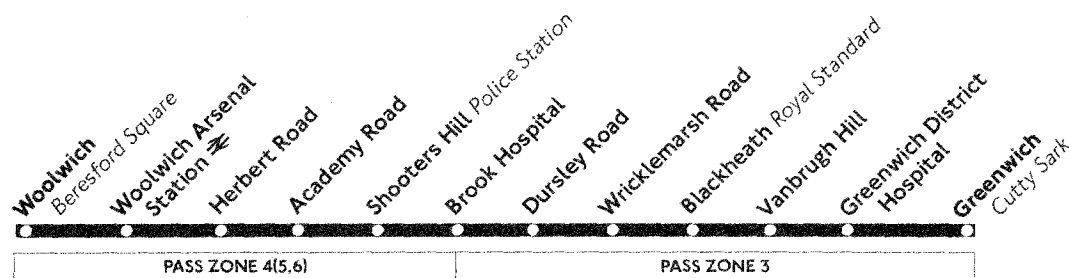 Woolwich
Beresford Square
Woolwich Arsenal
Station
Herbert Road
Academy Road
Shooters Hill Police Station
Brook Hospital
Dursley Road
Wricklemarsh Road
Blackheath Royal Standard
Vanbrugh Hill
Greenwich District
Hospital
Greenwich
Cutty Sark
PASS ZONE 4(5,6)
PASS ZONE 3